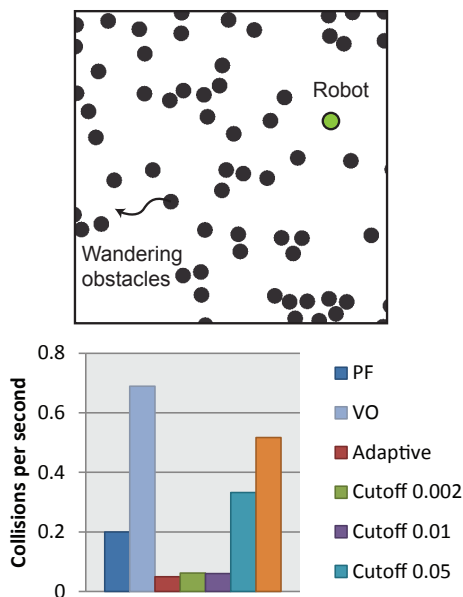 Robot
Wandering
obstacles
0.8
0.6
0.4
0.2
0
Collisions per second
PF
VO
Adaptive
Cutoff 0.002
Cutoff 0.01
Cutoff 0.05